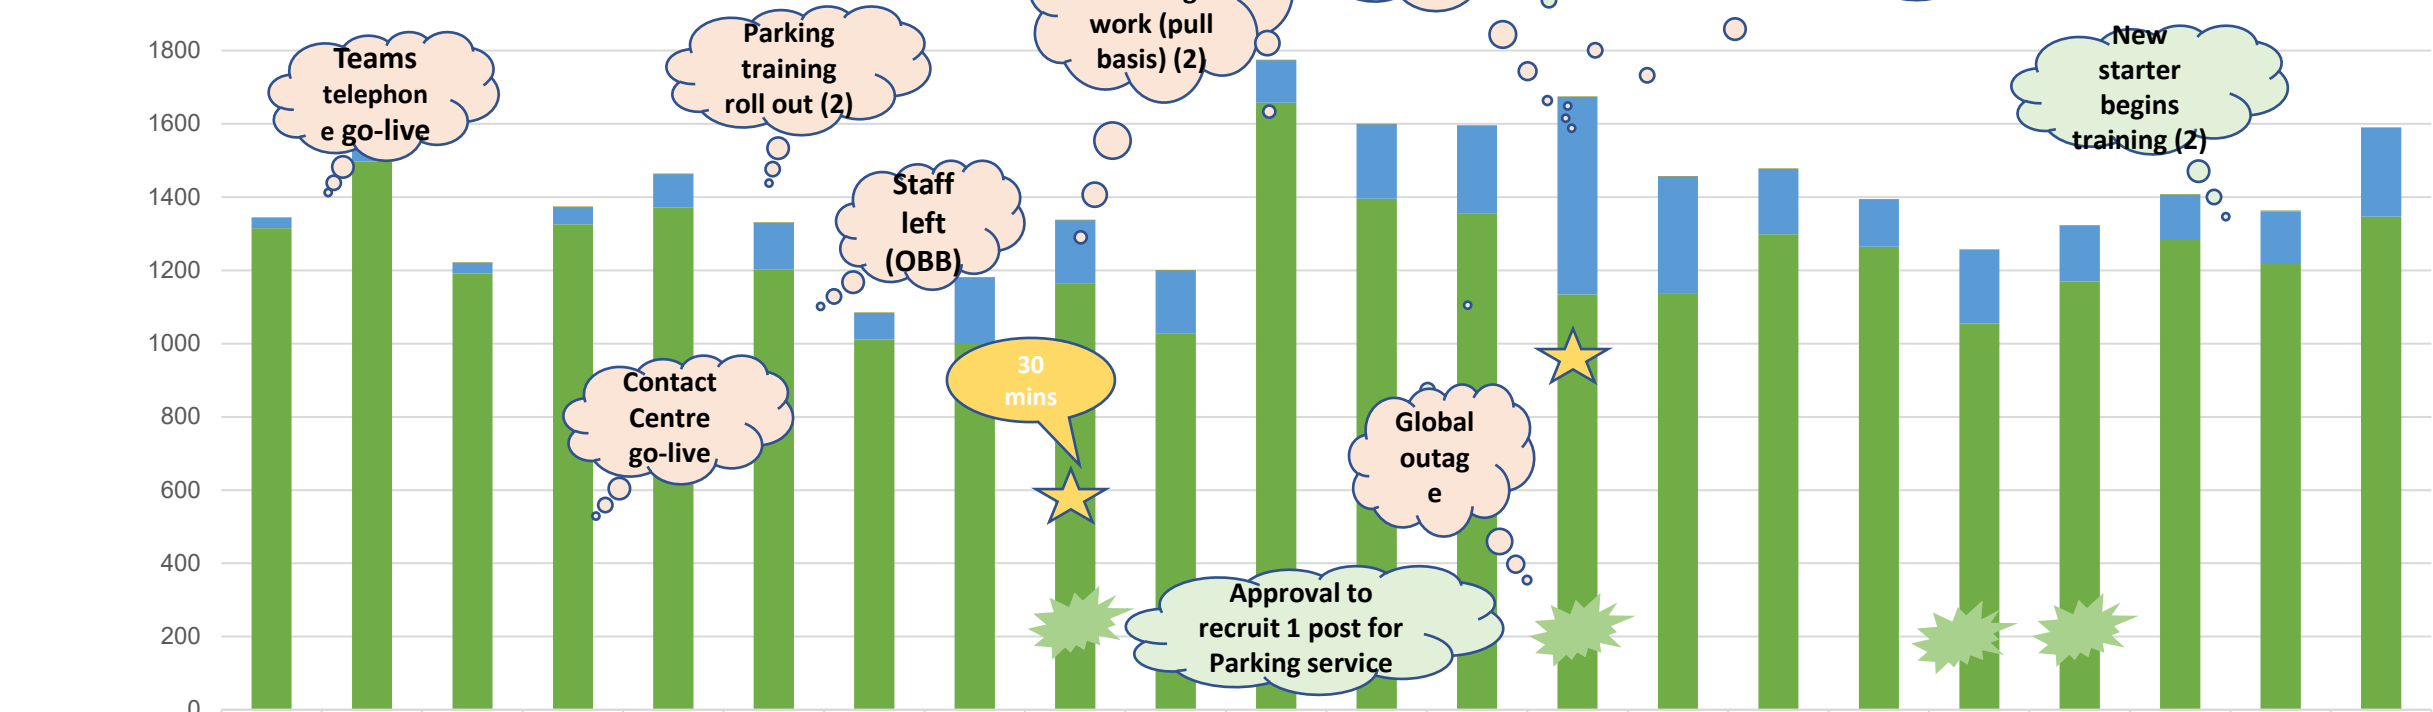 work (pull
basis) (2)
1800
1600
1400
1200
1000
800
600
400
200
0
Teams
telephon
e go-live
Parking
training
roll out (2)
Staff
left
(OBB)
Contact
Centre
go-live
30
mins
Global
outag
e
Approval to
recruit 1 post for
Parking service
New
starter
begins
training (2)